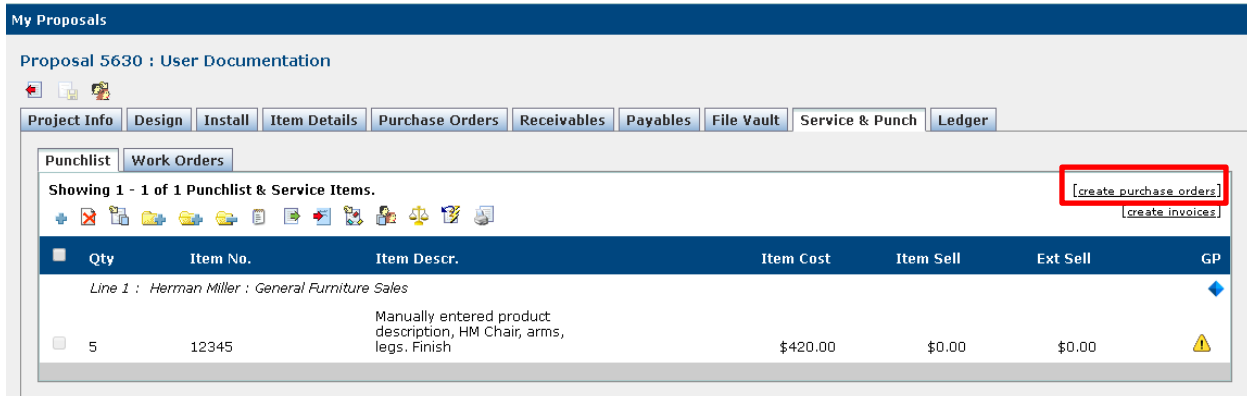 My Proposals
Proposal 5630 : User Documentation
Project Info Design Install Item Details Purchase Orders Receivables Payables File Vault Service & Punch Ledger
Punchlist Work Orders
Showing 1 - 1 of 1 Punchlist & Service Items.
[create purchase orders]
[create invoices]
Qty Item No. Item Descr. Item Cost Item Sell Ext Sell GP
Line 1 : Herman Miller : General Furniture Sales
5 12345 Manually entered product
description, HM Chair, arms,
legs. Finish $420.00 $0.00 $0.00